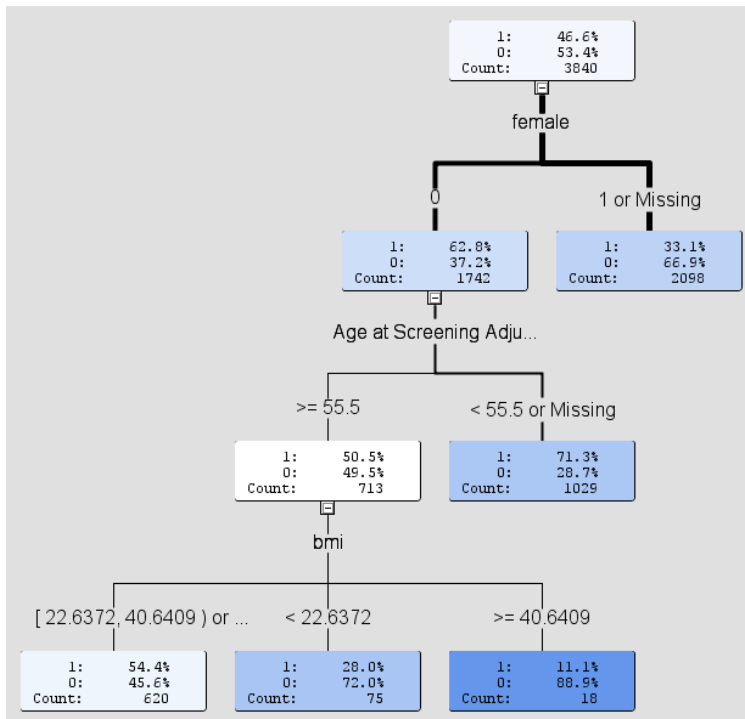 1: 46.6%
0: 53.4%
Count: 3840
female
0
1 or Missing
1: 62.8%
0: 37.2%
Count: 1742
1: 33.1%
0: 66.9%
Count: 2098
Age at Screening Adju...
>= 55.5
< 55.5 or Missing
1: 50.5%
0: 49.5%
Count: 713
1: 71.3%
0: 28.7%
Count: 1029
bmi
[ 22.6372, 40.6409 ) or ...
< 22.6372
>= 40.6409
1: 54.4%
0: 45.6%
Count: 620
1: 28.0%
0: 72.0%
Count: 75
1: 11.1%
0: 88.9%
Count: 18